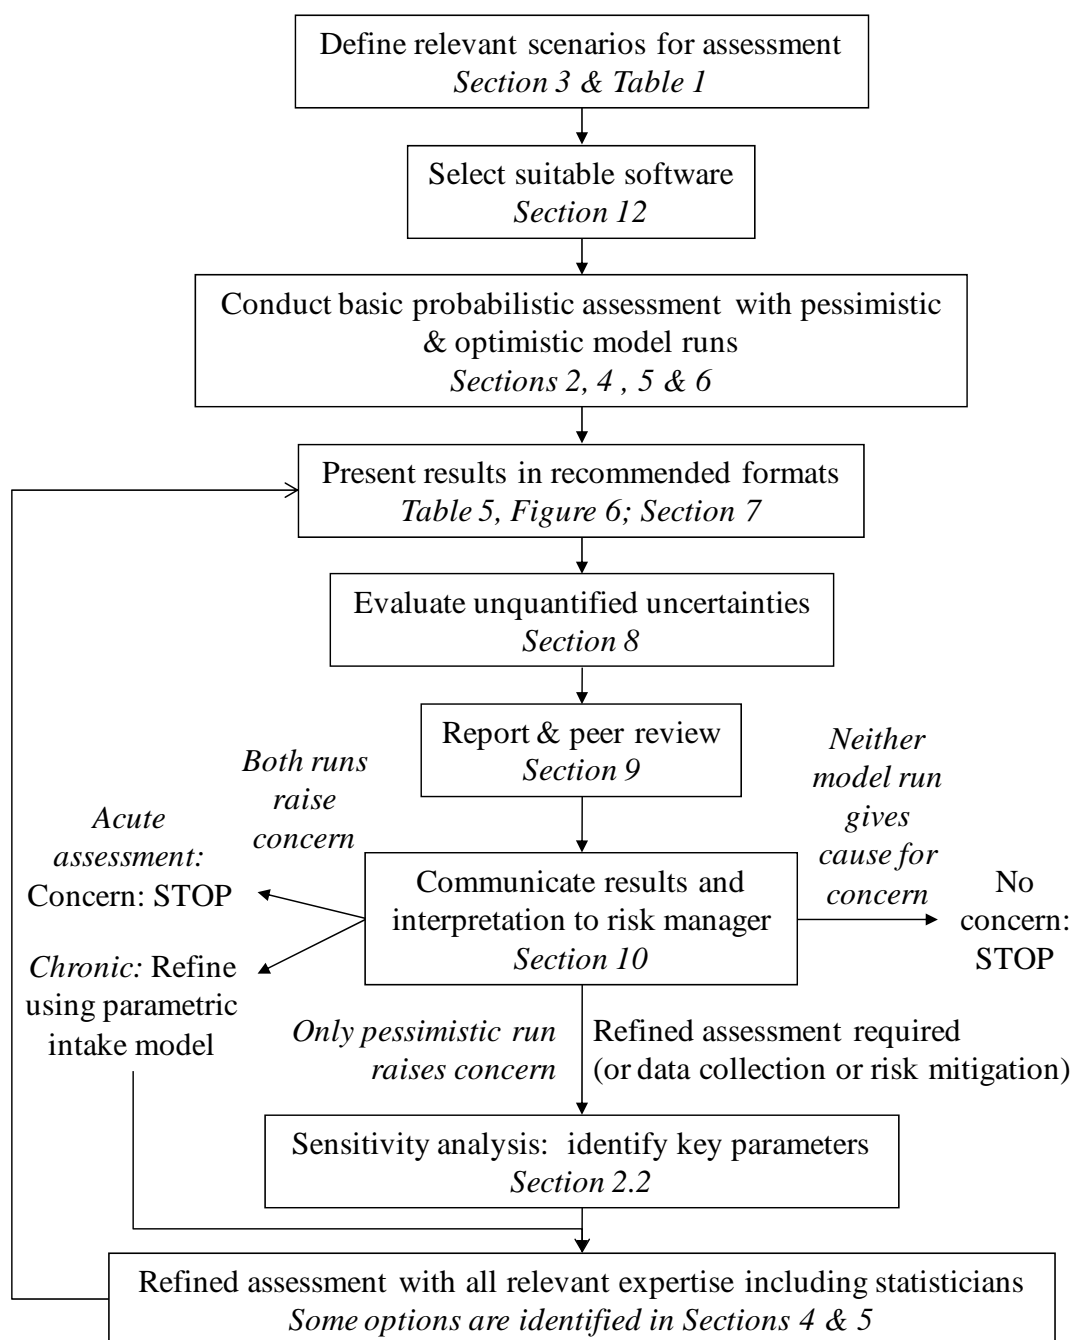 Define relevant scenarios for assessment
Section 3 & Table 1
Select suitable software
Section 12
Conduct basic probabilistic assessment with pessimistic
& optimistic model runs
Sections 2, 4 , 5 & 6
Present results in recommended formats
Table 5, Figure 6; Section 7
Evaluate unquantified uncertainties
Section 8
Report & peer review
Section 9
Both runs
raise
concern
Neither
model run
gives
cause for
concern
Acute
assessment:
Concern: STOP
Communicate results and
interpretation to risk manager
Section 10
No
concern:
STOP
Chronic: Refine
using parametric
intake model
Only pessimistic run
raises concern
Refined assessment required
(or data collection or risk mitigation)
Sensitivity analysis: identify key parameters
Section 2.2
Refined assessment with all relevant expertise including statisticians
Some options are identified in Sections 4 & 5